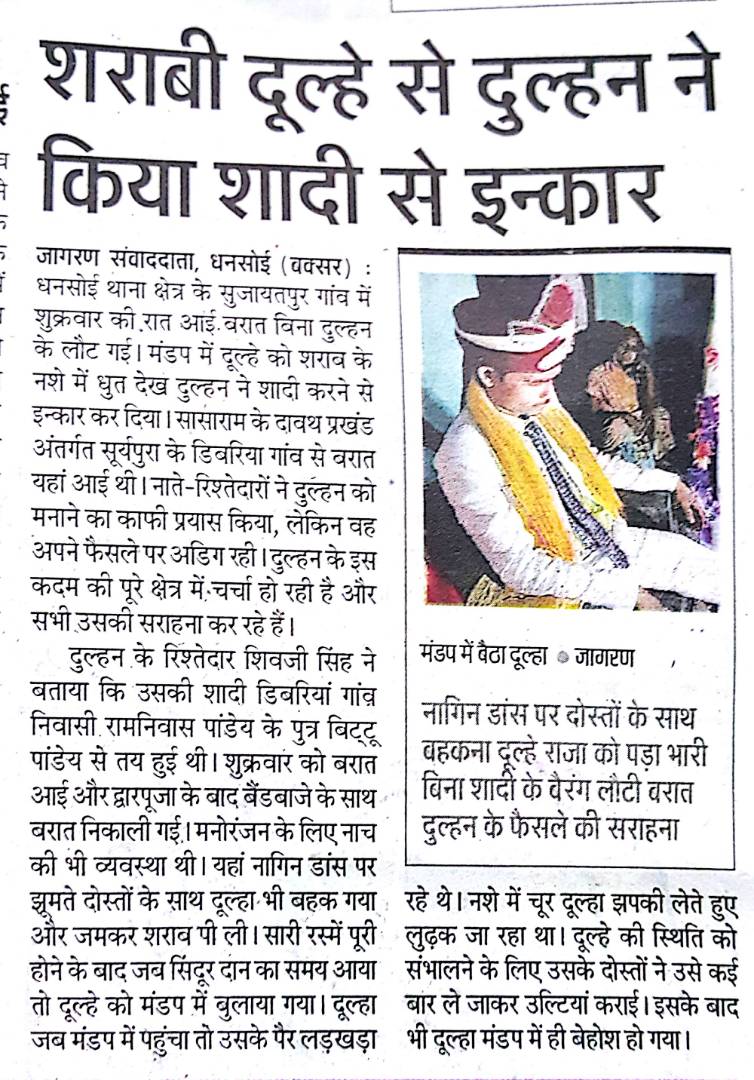 शराबी दूल्हे से दुल्हन ने
किया शादी से इन्कार
जागरण संवाददाता, धनसोई (बक्सर) :
धनसोई थाना क्षेत्र के सुजायतपुर गांव में
शुक्रवार की रात आई बरात बिना दुल्हन
के लौट गई। मंडप में दूल्हे को शराब के
नशे में धुत देख दुल्हन ने शादी करने से
इन्कार कर दिया। सासाराम के दावथ प्रखंड
अंतर्गत सूर्यपुरा के डिबरिया गांव से बरात
यहां आई थी। नाते-रिश्तेदारों ने दुल्हन को
मनाने का काफी प्रयास किया, लेकिन वह
अपने फैसले पर अडिग रही। दुल्हन के इस
कदम की पूरे क्षेत्र में चर्चा हो रही है और
सभी उसकी सराहना कर रहे हैं।
दुल्हन के रिश्तेदार शिवजी सिंह ने
बताया कि उसकी शादी डिबरियां गांव
निवासी रामनिवास पांडेय के पुत्र बिट्टू
पांडेय से तय हुई थी। शुक्रवार को बरात
आई और द्वारपूजा के बाद बैंडबाजे के साथ
बरात निकाली गई। मनोरंजन के लिए नाच
की भी व्यवस्था थी। यहां नागिन डांस पर
झूमते दोस्तों के साथ दूल्हा भी बहक गया
और जमकर शराब पी ली। सारी रस्में पूरी
होने के बाद जब सिंदूर दान का समय आया
तो दूल्हे को मंडप में बुलाया गया। दूल्हा
जब मंडप में पहुंचा तो उसके पैर लड़खड़ा
मंडप में बैठा दूल्हा ● जागरण
नागिन डांस पर दोस्तों के साथ
बहकना दूल्हे राजा को पड़ा भारी
बिना शादी के बैरंग लौटी बरात
दुल्हन के फैसले की सराहना
रहे थे। नशे में चूर दूल्हा झपकी लेते हुए
लुढ़क जा रहा था। दूल्हे की स्थिति को
संभालने के लिए उसके दोस्तों ने उसे कई
बार ले जाकर उल्टियां कराई। इसके बाद
भी दूल्हा मंडप में ही बेहोश हो गया।